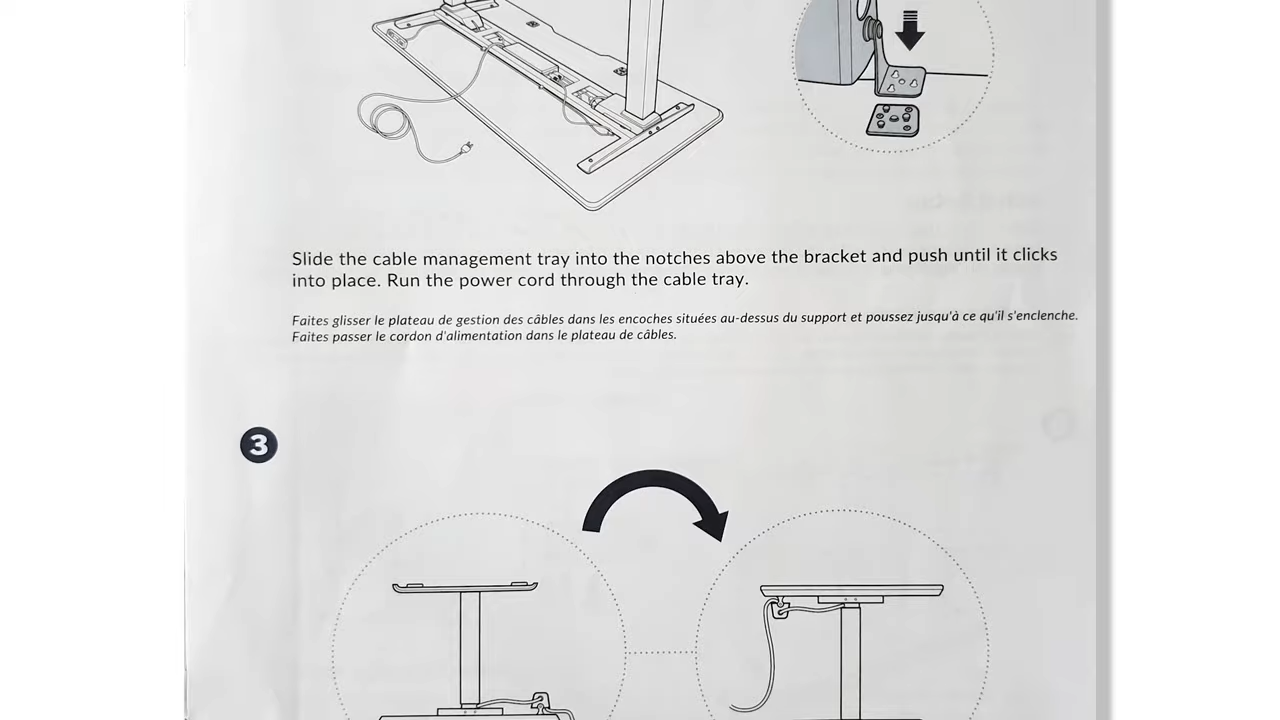 Slide the cable management tray into the notches above the bracket and push until it clicks
into place. Run the power cord through the cable tray.
Faites glisser le plateau de gestion des câbles dans les encoches situées au-dessus du support et poussez jusqu'à ce qu'il s'enclenche.
Faites passer le cordon d'alimentation dans le plateau de câbles.
3